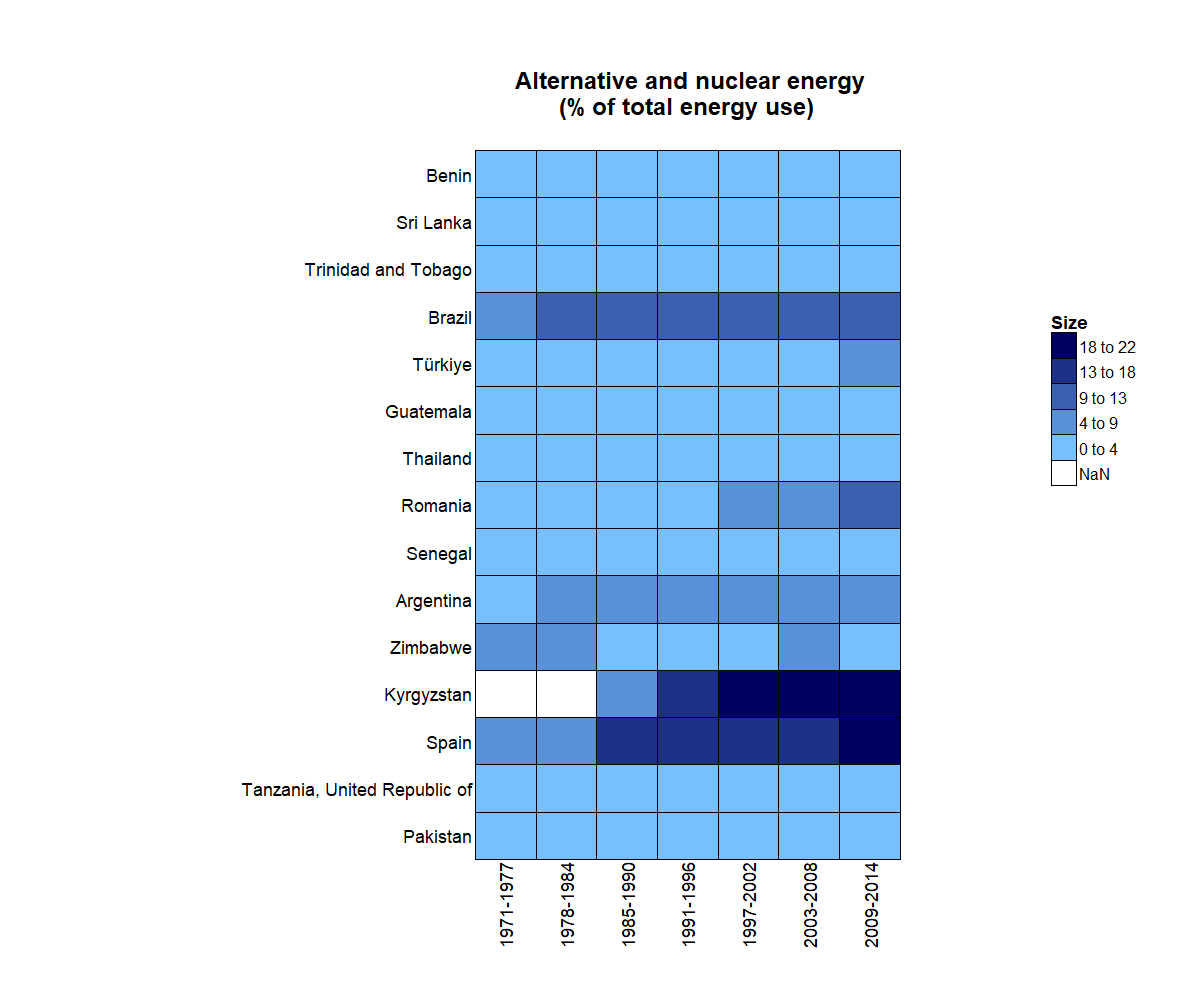 Alternative and nuclear energy
(% of total energy use)
Benin
Sri Lanka
Trinidad and Tobago
Brazil
Türkiye
Guatemala
Thailand
Romania
Senegal
Argentina
Zimbabwe
Kyrgyzstan
Spain
Tanzania, United Republic of
Pakistan
1971-1977
1978-1984
1985-1990
1991-1996
1997-2002
2003-2008
2009-2014
Size
18 to 22
13 to 18
9 to 13
4 to 9
0 to 4
NaN